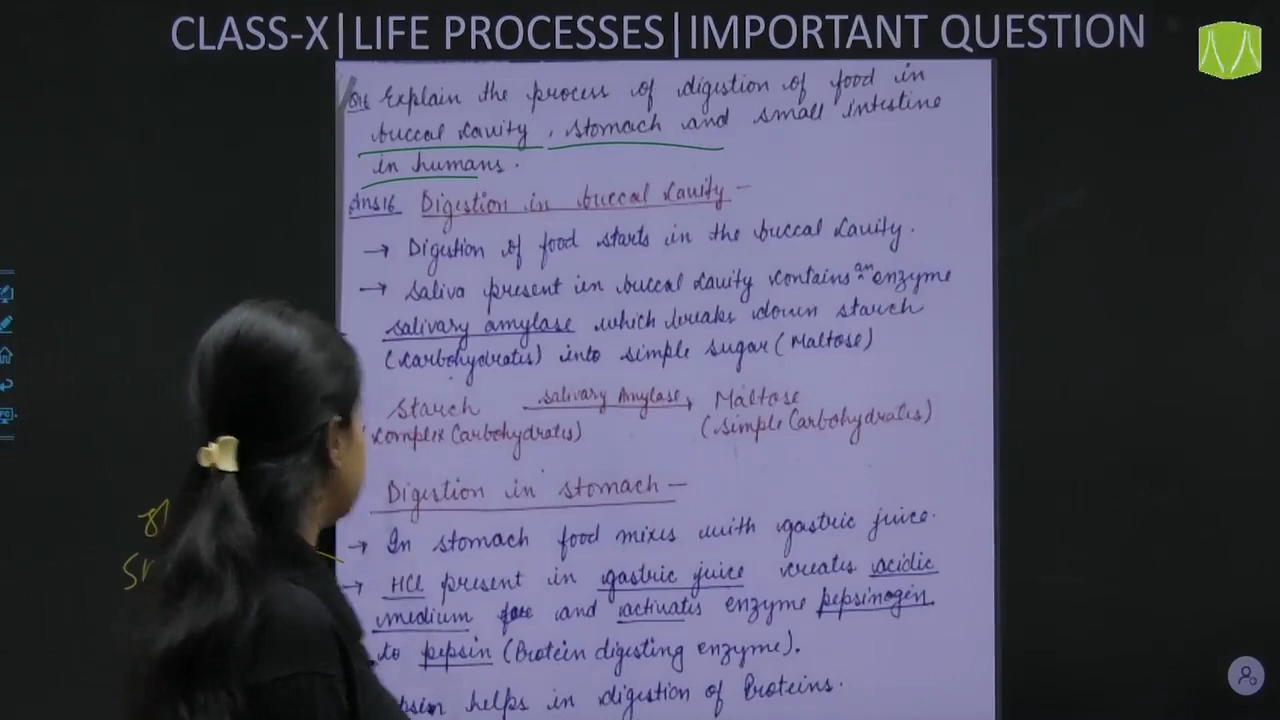 CLASS-X|LIFE PROCESSES|IMPORTANT QUESTION
Q16 Explain the process of digestion of food in
buccal cavity, stomach and small intestine
in humans.
Ans16 Digestion in buccal cavity -
→ Digestion of food starts in the buccal cavity.
→ Saliva present in buccal cavity contains an enzyme
salivary amylase which breaks down starch
(Carbohydrates) into simple sugar (Maltose)
Starch salivary Amylase → Maltose
(complex Carbohydrates) (simple Carbohydrates)
Digestion in stomach -
→ In stomach food mixes with gastric juice.
→ HCl present in gastric juice creates acidic
medium and activates enzyme pepsinogen
to pepsin (Protein digesting enzyme).
helps in digestion of Proteins.